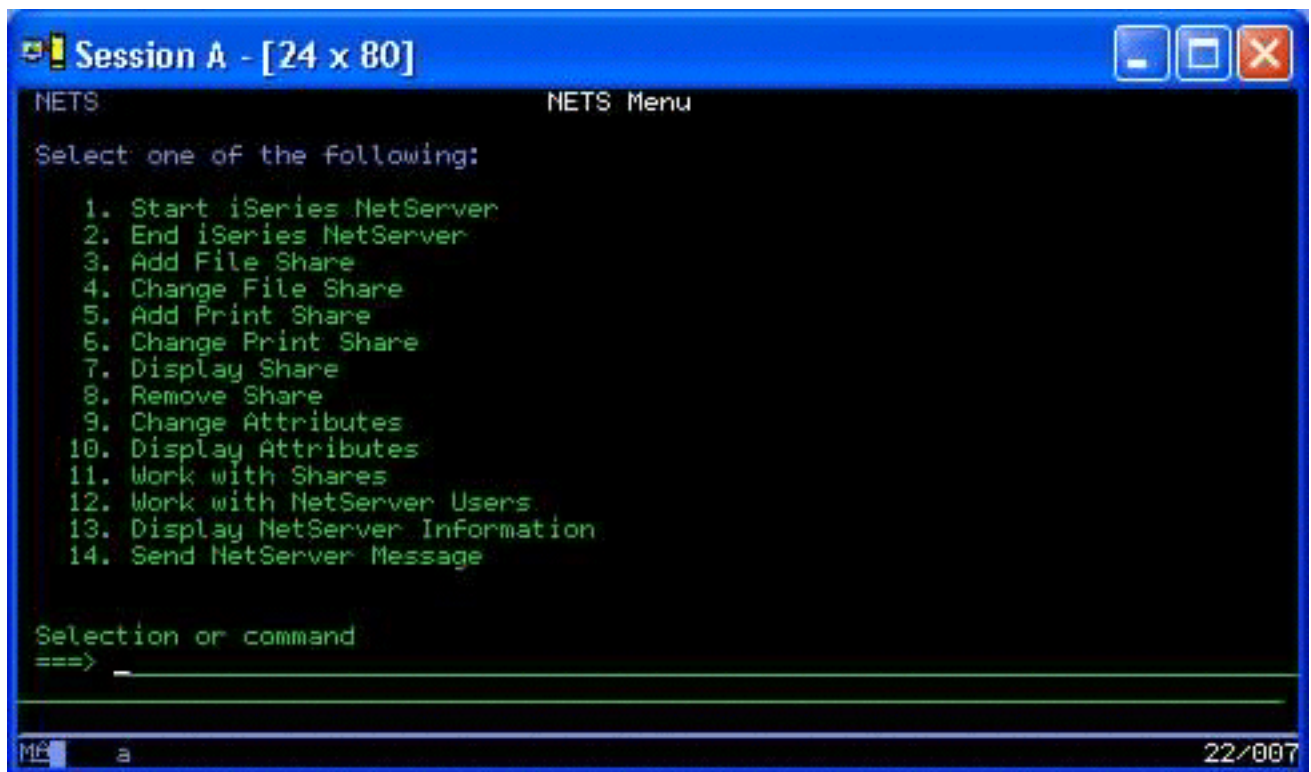 Session A - [24 x 80]
NETS NETS Menu
Select one of the following:
1. Start iSeries NetServer
2. End iSeries NetServer
3. Add File Share
4. Change File Share
5. Add Print Share
6. Change Print Share
7. Display Share
8. Remove Share
9. Change Attributes
10. Display Attributes
11. Work with Shares
12. Work with NetServer Users
13. Display NetServer Information
14. Send NetServer Message
Selection or command
===> _
MA a 22/007